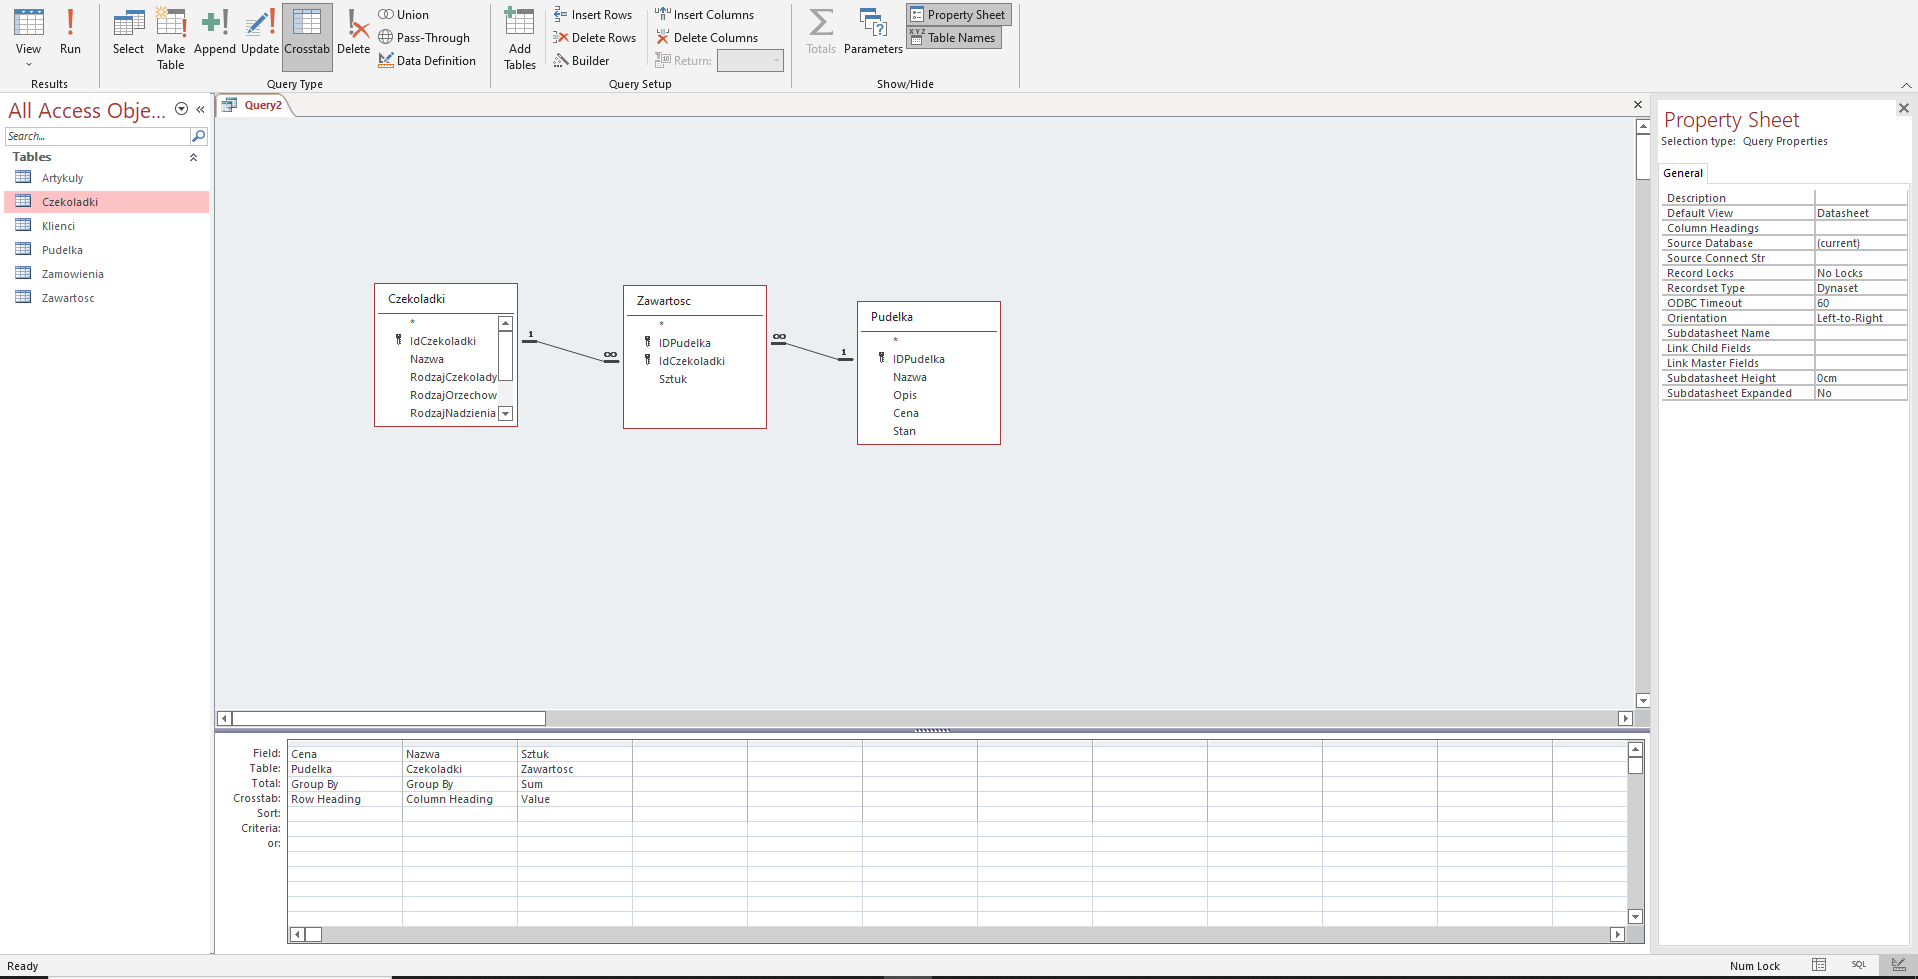 View
Run
Results
Select
Make
Table
Append
Update
Crosstab
Delete
Union
Pass-Through
Data Definition
Query Type
Add
Tables
Insert Rows
Delete Rows
Builder
Insert Columns
Delete Columns
Return:
Query Setup
Totals
Parameters
Property Sheet
XYZ Table Names
Show/Hide
All Access Obje...
Search...
Tables
Artykuly
Czekoladki
Klienci
Pudelka
Zamowienia
Zawartosc
Query2
Czekoladki
*
IdCzekoladki
Nazwa
RodzajCzekolady
RodzajOrzechow
RodzajNadzienia
1
∞
Zawartosc
*
IDPudelka
IdCzekoladki
Sztuk
∞
1
Pudelka
*
IDPudelka
Nazwa
Opis
Cena
Stan
Field: Cena Nazwa Sztuk
Table: Pudelka Czekoladki Zawartosc
Total: Group By Group By Sum
Crosstab: Row Heading Column Heading Value
Sort:
Criteria:
or:
Property Sheet
Selection type: Query Properties
General
Description
Default View Datasheet
Column Headings
Source Database (current)
Source Connect Str
Record Locks No Locks
Recordset Type Dynaset
ODBC Timeout 60
Orientation Left-to-Right
Subdatasheet Name
Link Child Fields
Link Master Fields
Subdatasheet Height 0cm
Subdatasheet Expanded No
Ready
Num Lock
SQL